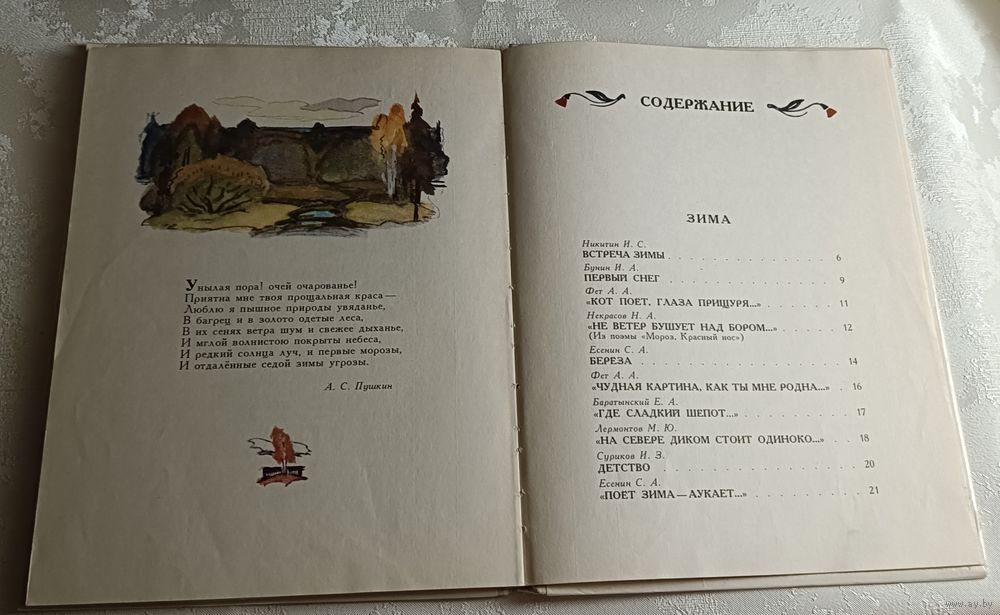 Унылая пора! очей очарованье!
Приятна мне твоя прощальная краса—
Люблю я пышное природы увяданье,
В багрец и в золото одетые леса,
В их сенях ветра шум и свежее дыханье,
И мглой волнистою покрыты небеса,
И редкий солнца луч, и первые морозы,
И отдалённые седой зимы угрозы.
А. С. Пушкин
СОДЕРЖАНИЕ
ЗИМА
Никитин И. С.
ВСТРЕЧА ЗИМЫ . . . . . . . . . . . . . 6
Бунин И. А.
ПЕРВЫЙ СНЕГ . . . . . . . . . . . . . 9
Фет А. А.
«КОТ ПОЕТ, ГЛАЗА ПРИЩУРЯ...» . . . . . . 11
Некрасов Н. А.
«НЕ ВЕТЕР БУШУЕТ НАД БОРОМ...» . . . . . 12
(Из поэмы «Мороз, Красный нос»)
Есенин С. А.
БЕРЕЗА . . . . . . . . . . . . . . . 14
Фет А. А.
«ЧУДНАЯ КАРТИНА, КАК ТЫ МНЕ РОДНА...» . 16
Баратынский Е. А.
«ГДЕ СЛАДКИЙ ШЕПОТ...» . . . . . . . . . 17
Лермонтов М. Ю.
«НА СЕВЕРЕ ДИКОМ СТОИТ ОДИНОКО...» . . 18
Суриков И. З.
ДЕТСТВО . . . . . . . . . . . . . . 20
Есенин С. А.
«ПОЕТ ЗИМА—АУКАЕТ...» . . . . . . . . . 21
www.ay.by